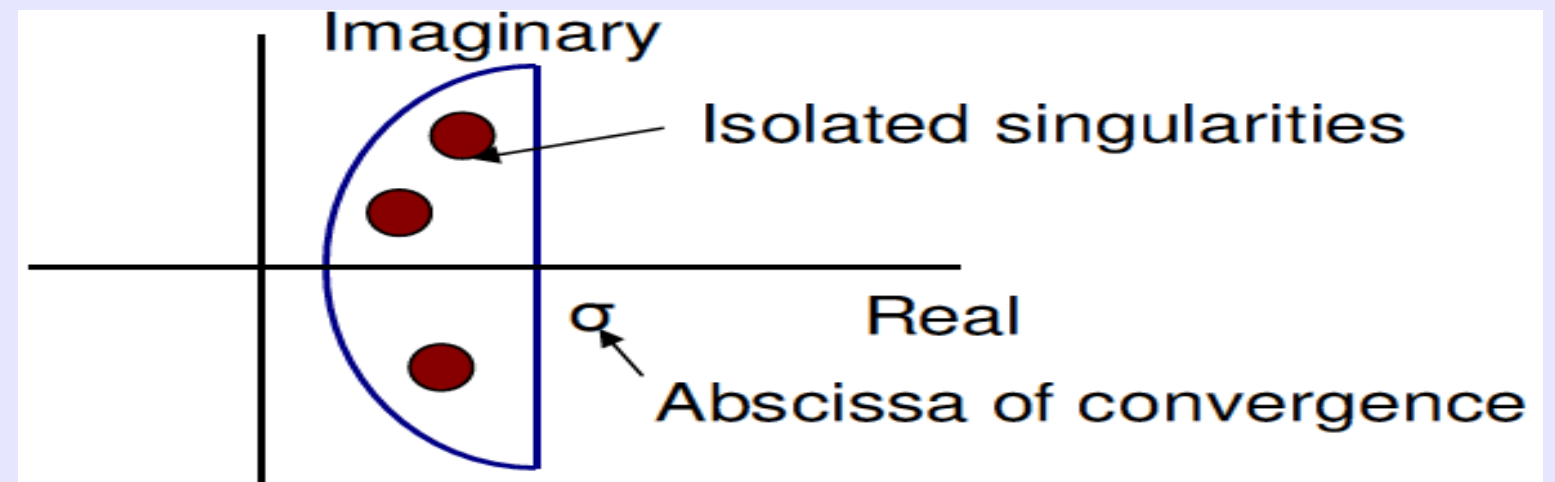 Imaginary
Isolated singularities
σ
Real
Abscissa of convergence